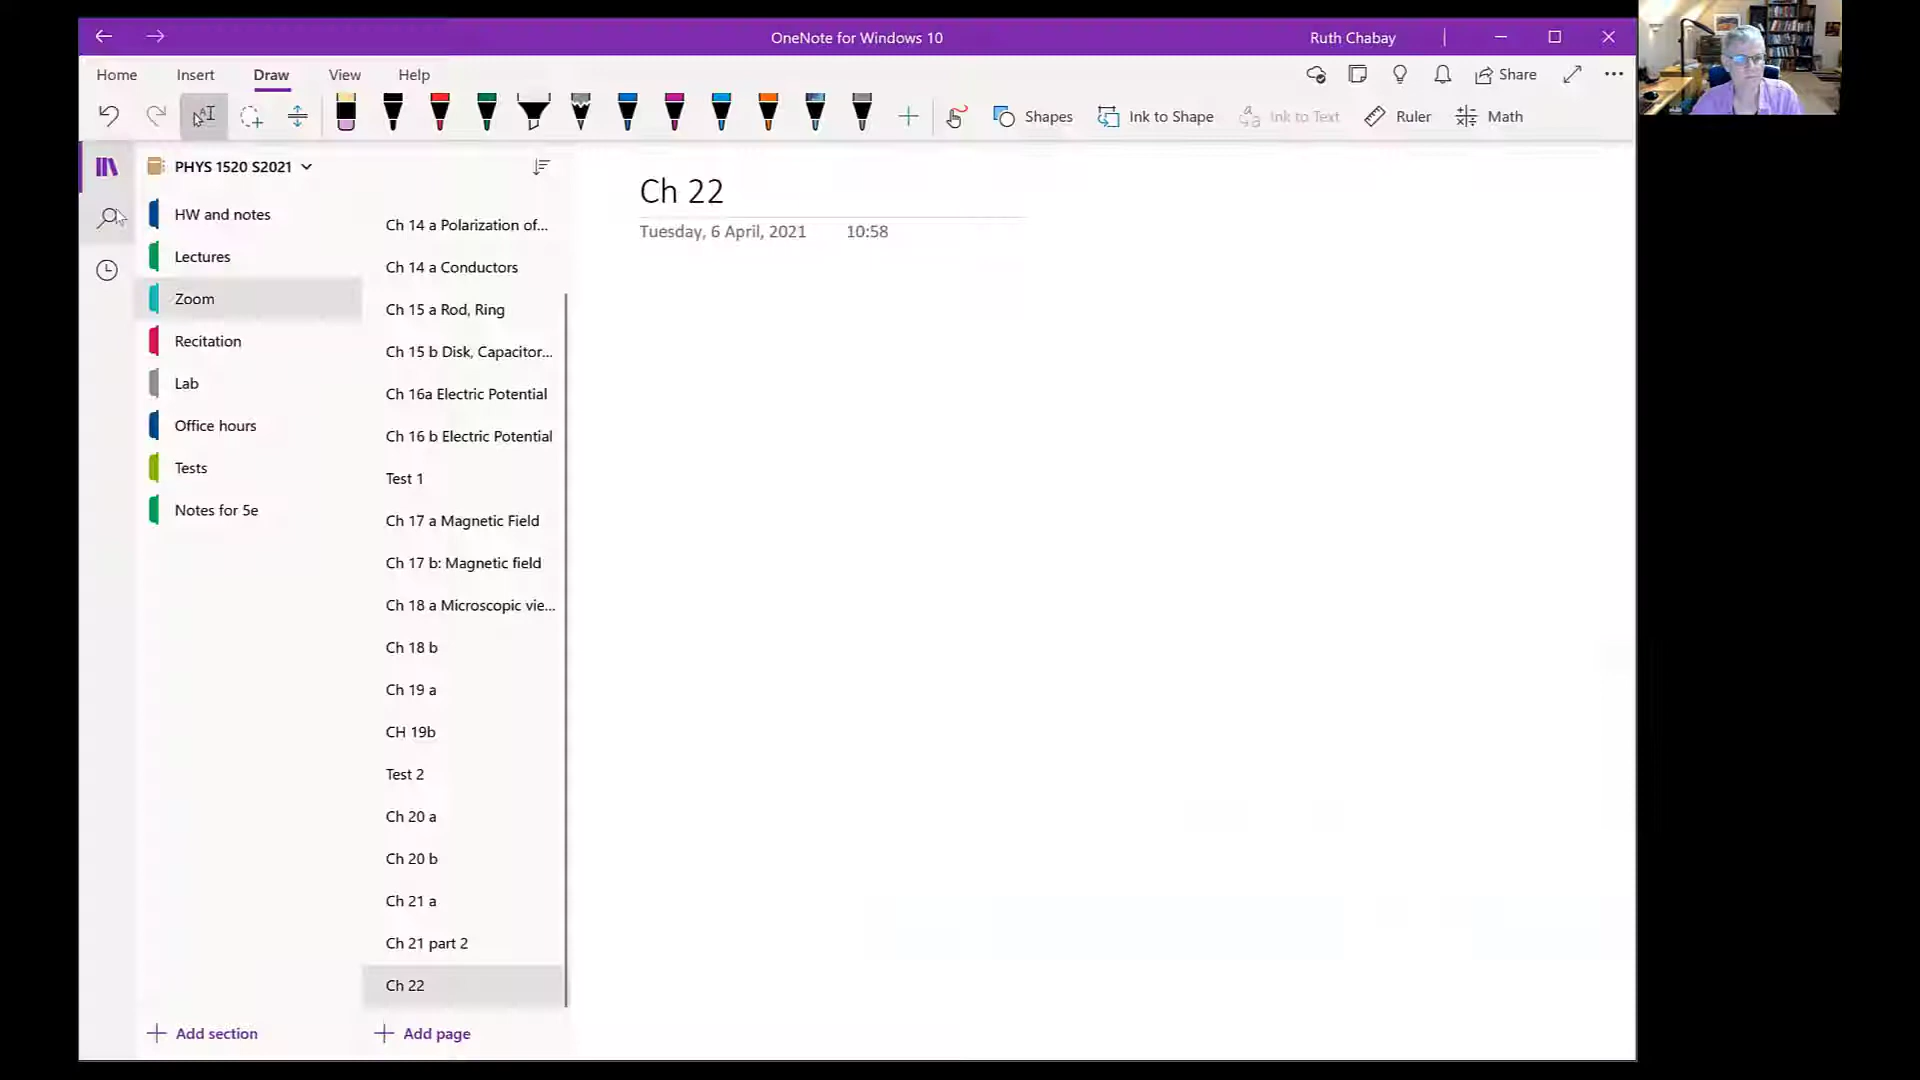 OneNote for Windows 10
Ruth Chabay
Home Insert Draw View Help
Share
Shapes Ink to Shape Ink to Text Ruler Math
PHYS 1520 S2021
HW and notes
Lectures
Zoom
Recitation
Lab
Office hours
Tests
Notes for 5e
Add section
Ch 14 a Polarization of...
Ch 14 a Conductors
Ch 15 a Rod, Ring
Ch 15 b Disk, Capacitor...
Ch 16a Electric Potential
Ch 16 b Electric Potential
Test 1
Ch 17 a Magnetic Field
Ch 17 b: Magnetic field
Ch 18 a Microscopic vie...
Ch 18 b
Ch 19 a
CH 19b
Test 2
Ch 20 a
Ch 20 b
Ch 21 a
Ch 21 part 2
Ch 22
Add page
Ch 22
Tuesday, 6 April, 2021 10:58